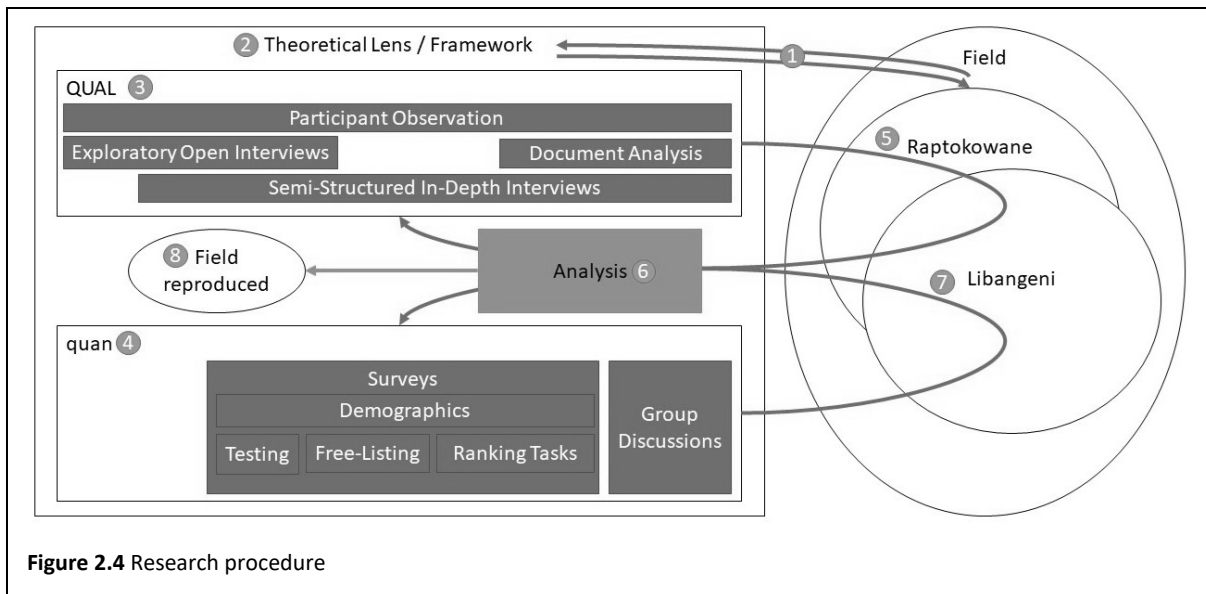 2 Theoretical Lens / Framework
1
Field
QUAL 3
Participant Observation
Exploratory Open Interviews
Document Analysis
Semi-Structured In-Depth Interviews
5 Raptokowane
8 Field
reproduced
Analysis 6
7 Libangeni
quan 4
Surveys
Demographics
Testing
Free-Listing
Ranking Tasks
Group
Discussions
Figure 2.4 Research procedure